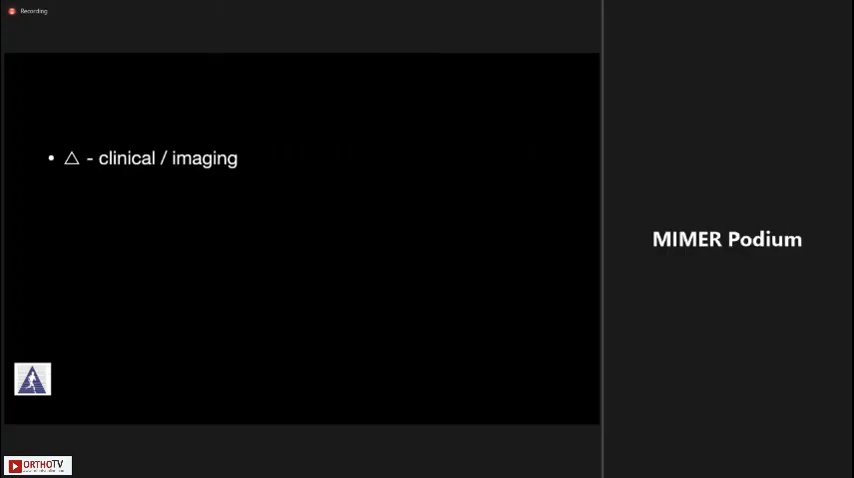 Recording
• △ - clinical / imaging
MIMER Podium
ORTHOTV